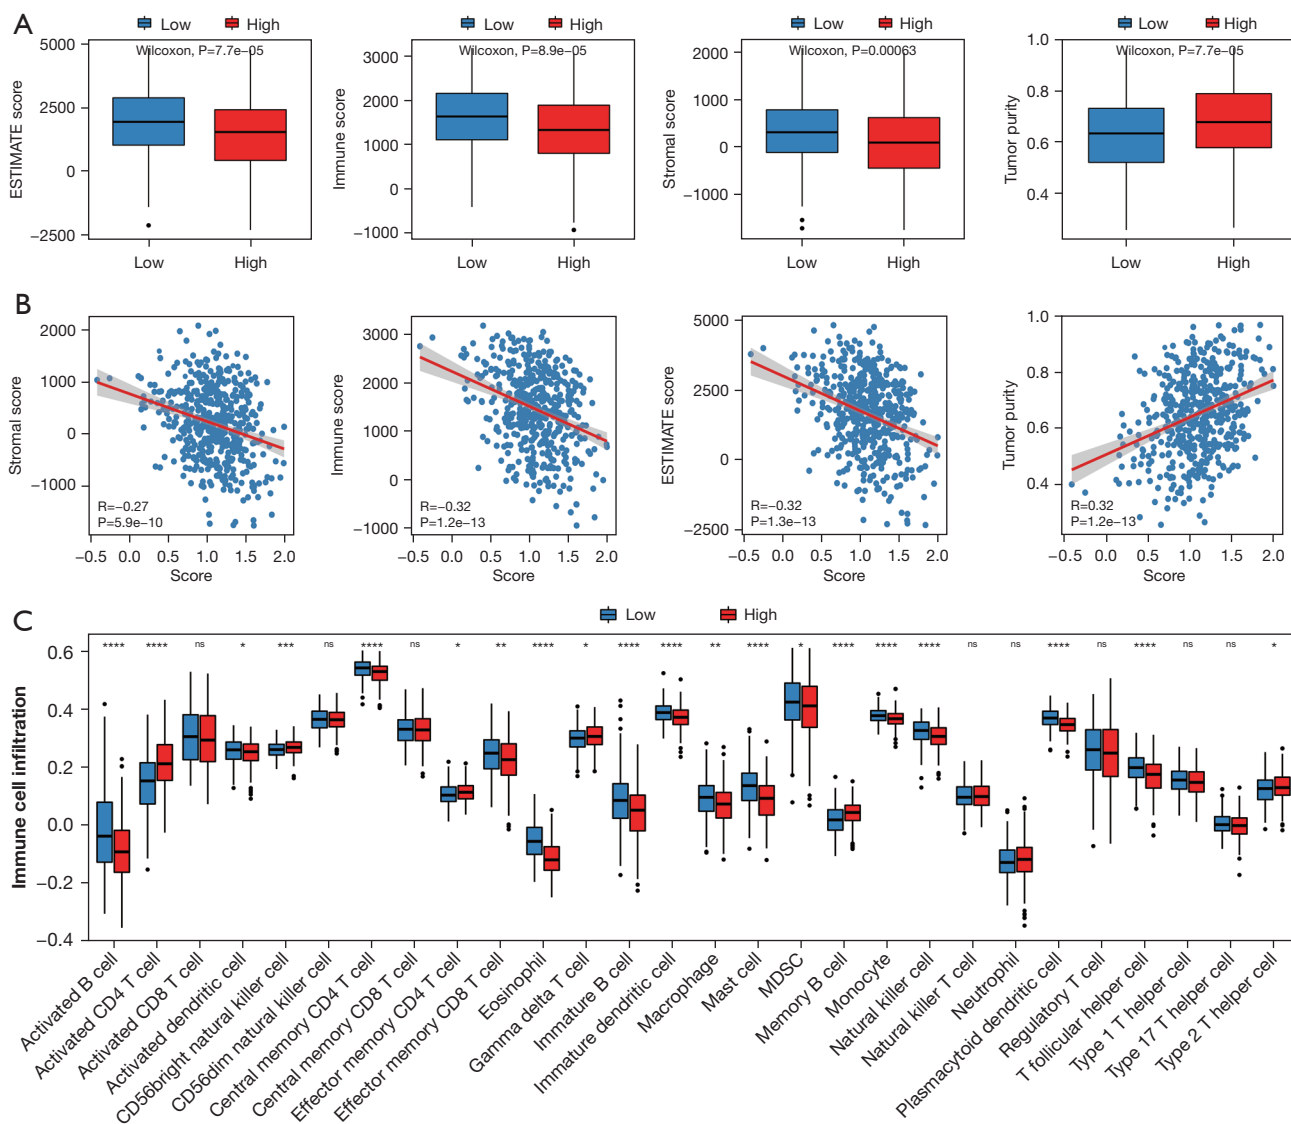 A
Low High
Wilcoxon, P=7.7e−05
ESTIMATE score
5000
2500
0
−2500
Low High
Low High
Wilcoxon, P=8.9e−05
Immune score
3000
2000
1000
0
−1000
Low High
Low High
Wilcoxon, P=0.00063
Stromal score
2000
1000
0
−1000
Low High
Low High
Wilcoxon, P=7.7e−05
Tumor purity
1.0
0.8
0.6
0.4
Low High
B
Stromal score
2000
1000
0
−1000
R=−0.27
P=5.9e−10
−0.5 0.0 0.5 1.0 1.5 2.0
Score
Immune score
3000
2000
1000
0
−1000
R=−0.32
P=1.2e−13
−0.5 0.0 0.5 1.0 1.5 2.0
Score
ESTIMATE score
5000
2500
0
−2500
R=−0.32
P=1.3e−13
−0.5 0.0 0.5 1.0 1.5 2.0
Score
Tumor purity
1.0
0.8
0.6
0.4
R=0.32
P=1.2e−13
−0.5 0.0 0.5 1.0 1.5 2.0
Score
C
Low High
Immune cell infiltration
0.6
0.4
0.2
0.0
−0.2
−0.4
**** **** ns * *** ns **** ns * ** **** * **** **** ** **** * **** **** **** ns ns **** ns **** ns ns *
Activated B cell
Activated CD4 T cell
Activated CD8 T cell
Activated dendritic cell
CD56bright natural killer cell
CD56dim natural killer cell
Central memory CD4 T cell
Central memory CD8 T cell
Effector memory CD4 T cell
Effector memory CD8 T cell
Eosinophil
Gamma delta T cell
Immature B cell
Immature dendritic cell
Macrophage
Mast cell
MDSC
Memory B cell
Monocyte
Natural killer cell
Natural killer T cell
Neutrophil
Plasmacytoid dendritic cell
Regulatory T cell
T follicular helper cell
Type 1 T helper cell
Type 17 T helper cell
Type 2 T helper cell